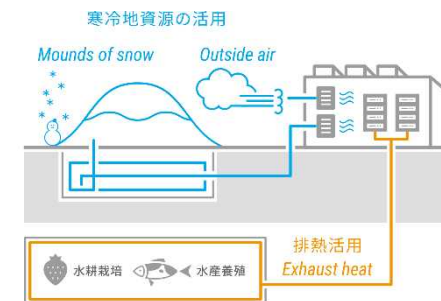 寒冷地資源の活用
Mounds of snow
Outside air
排熱活用
Exhaust heat
水耕栽培
水産養殖